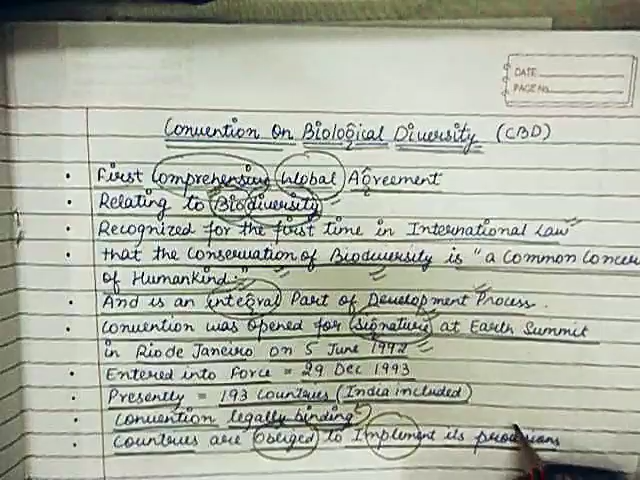 DATE
PAGE No.
Convention on Biological Diversity (CBD)
• First Comprehensive Global Agreement
• Relating to Biodiversity
• Recognized for the first time in International Law
• that the conservation of Biodiversity is "a Common Concer
of Humankind."
• And is an integral Part of Development Process.
• Convention was opened for signature at Earth Summit
in Rio de Janeiro on 5 June 1992
• Entered into Force = 29 Dec 1993
• Presently = 193 countries (India included)
• Convention legally binding
• Countries are Obliged to Implement its provisions